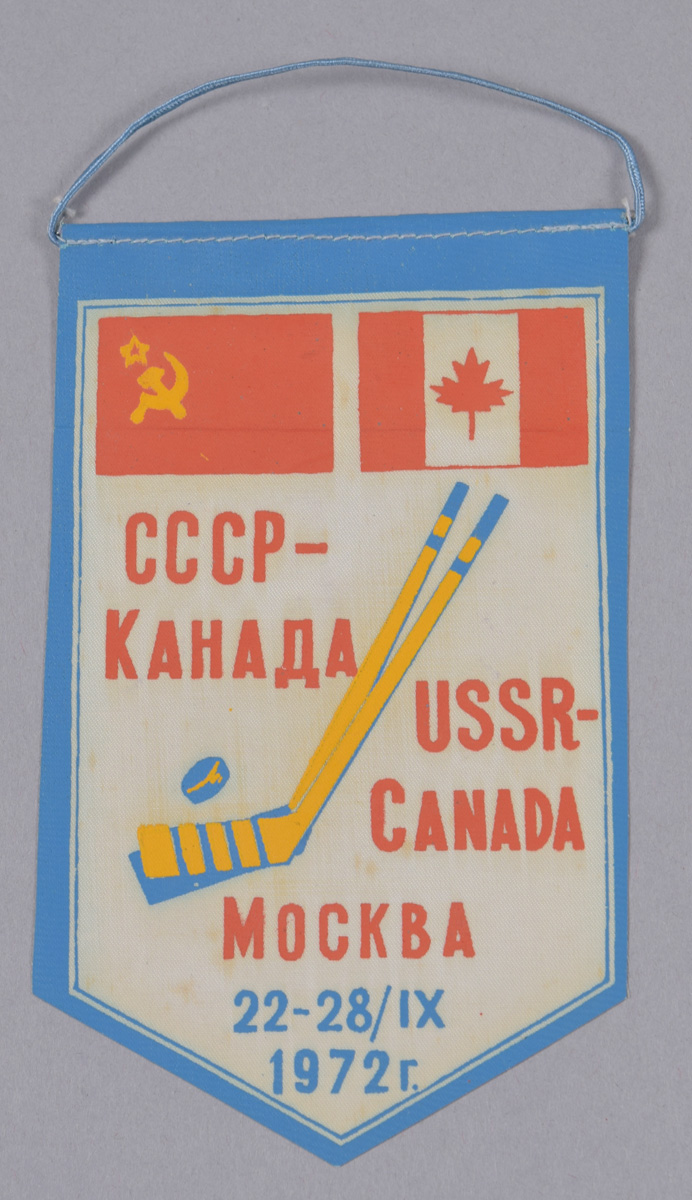 СССР-
КАНАДА
USSR-
CANADA
МОСКВА
22-28/IX
1972г.